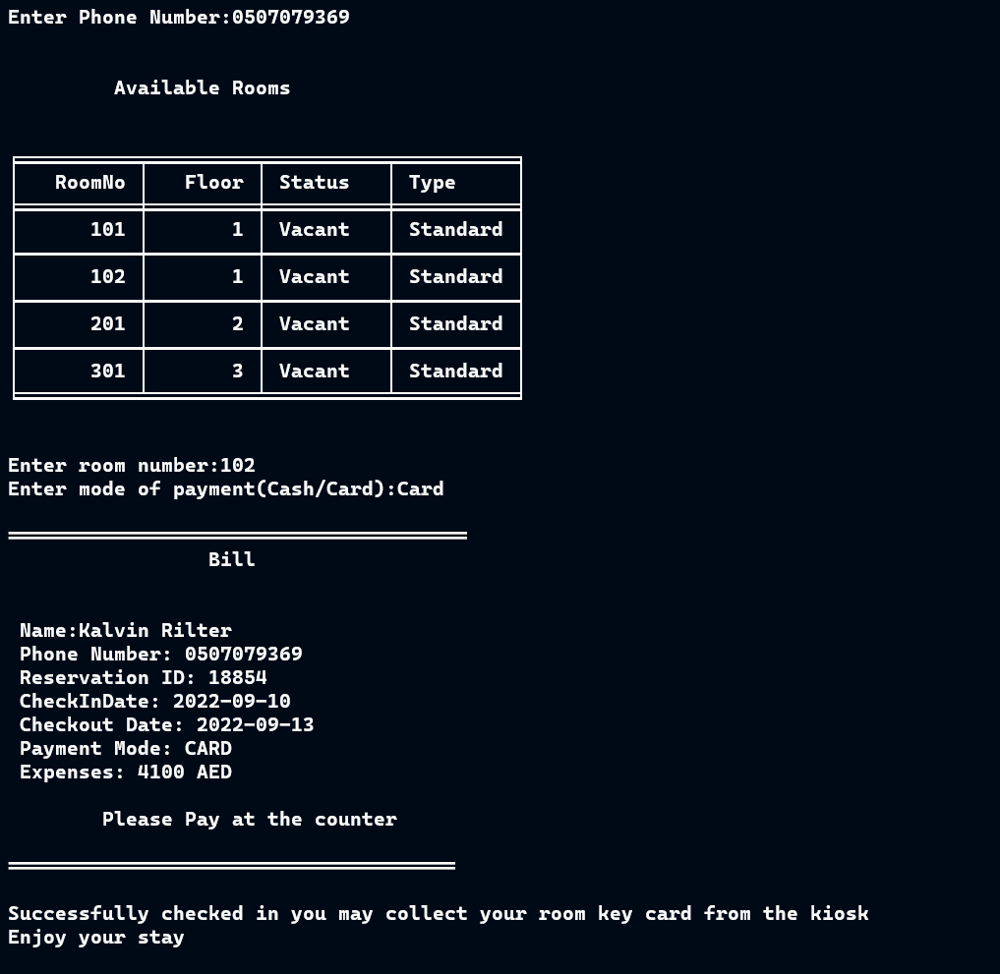 Enter Phone Number:0507079369
Available Rooms
RoomNo Floor Status Type
101 1 Vacant Standard
102 1 Vacant Standard
201 2 Vacant Standard
301 3 Vacant Standard
Enter room number:102
Enter mode of payment(Cash/Card):Card
Bill
Name:Kalvin Rilter
Phone Number: 0507079369
Reservation ID: 18854
CheckInDate: 2022-09-10
Checkout Date: 2022-09-13
Payment Mode: CARD
Expenses: 4100 AED
Please Pay at the counter
Successfully checked in you may collect your room key card from the kiosk
Enjoy your stay